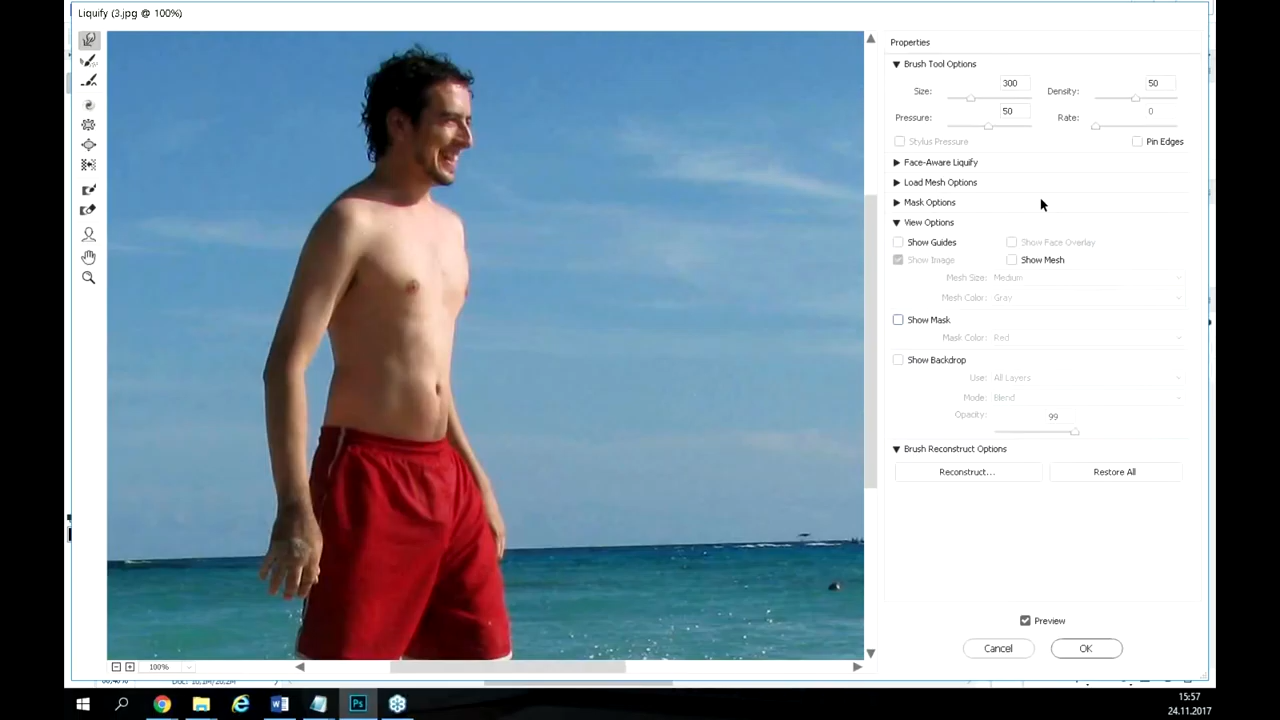 Liquify (3.jpg @ 100%)
Properties
Brush Tool Options
Size: 300 Density: 50
Pressure: 50 Rate: 0
Stylus Pressure Pin Edges
Face-Aware Liquify
Load Mesh Options
Mask Options
View Options
Show Guides Show Face Overlay
Show Image Show Mesh
Mesh Size: Medium
Mesh Color: Gray
Show Mask
Mask Color: Red
Show Backdrop
Use: All Layers
Mode: Blend
Opacity: 99
Brush Reconstruct Options
Reconstruct... Restore All
Preview
Cancel OK
100%
Ps
15:57
24.11.2017